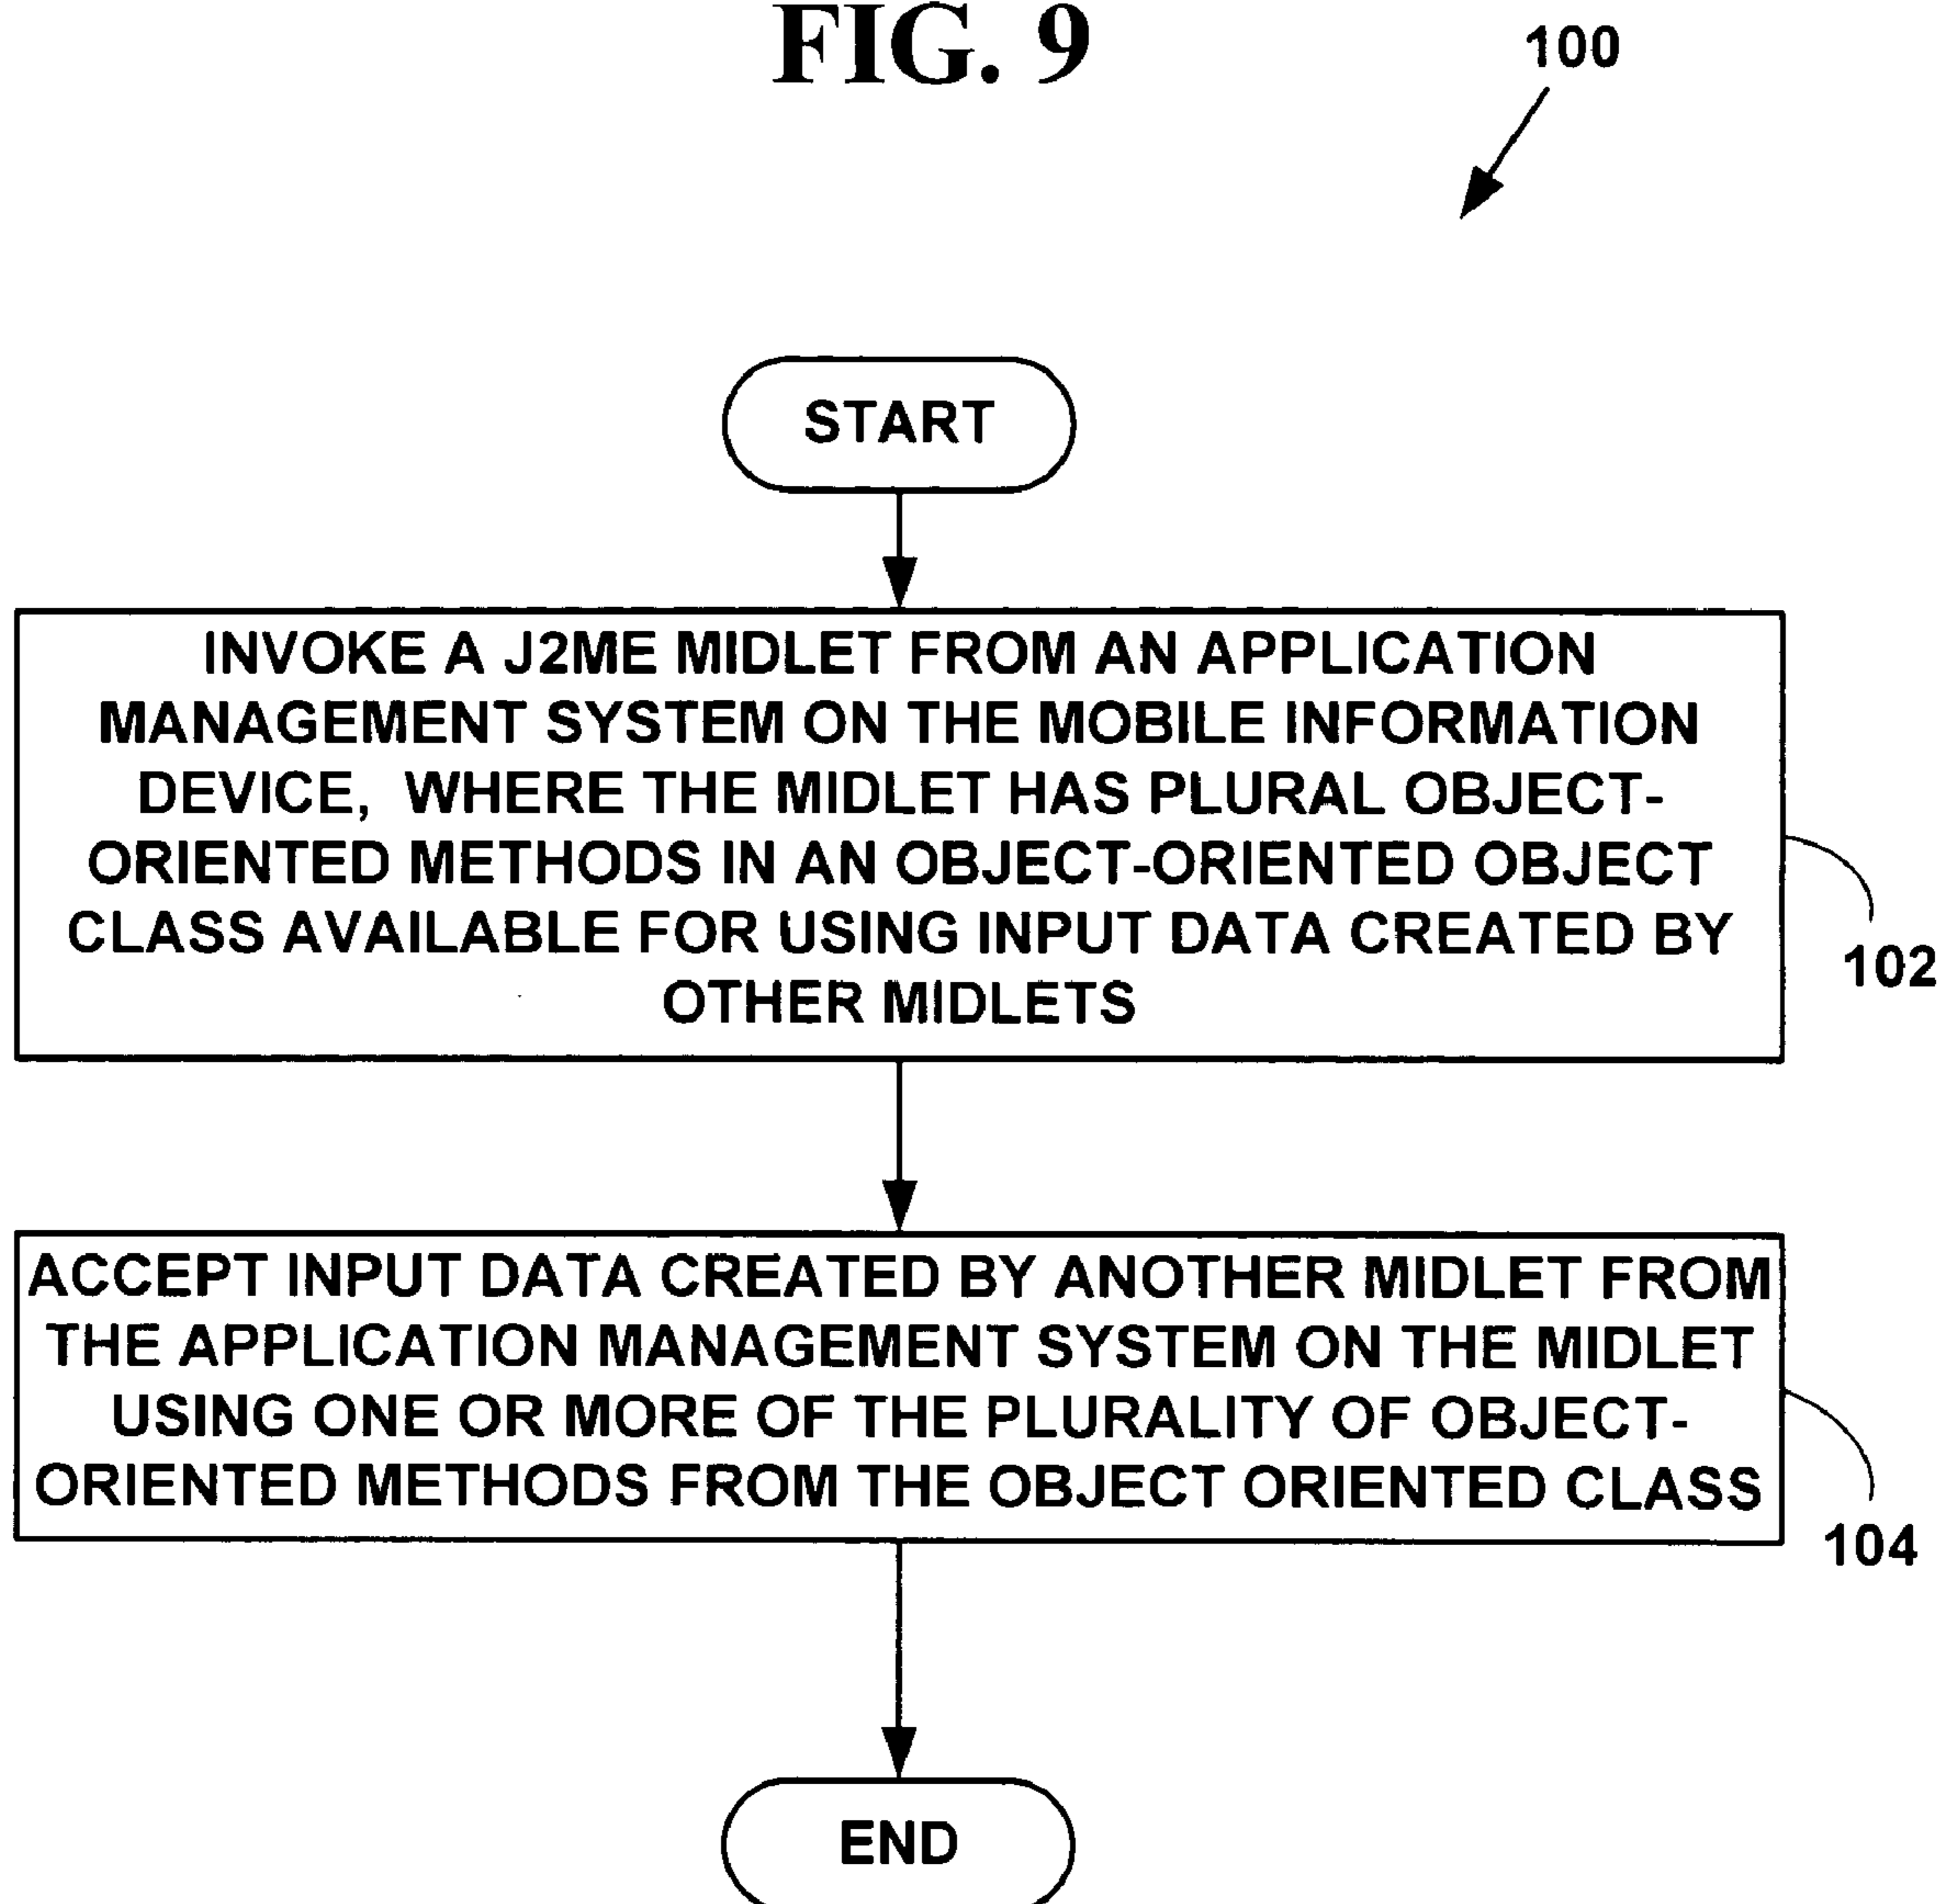 FIG. 9
100
START
INVOKE A J2ME MIDLET FROM AN APPLICATION
MANAGEMENT SYSTEM ON THE MOBILE INFORMATION
DEVICE, WHERE THE MIDLET HAS PLURAL OBJECT-
ORIENTED METHODS IN AN OBJECT-ORIENTED OBJECT
CLASS AVAILABLE FOR USING INPUT DATA CREATED BY
OTHER MIDLETS
102
ACCEPT INPUT DATA CREATED BY ANOTHER MIDLET FROM
THE APPLICATION MANAGEMENT SYSTEM ON THE MIDLET
USING ONE OR MORE OF THE PLURALITY OF OBJECT-
ORIENTED METHODS FROM THE OBJECT ORIENTED CLASS
104
END